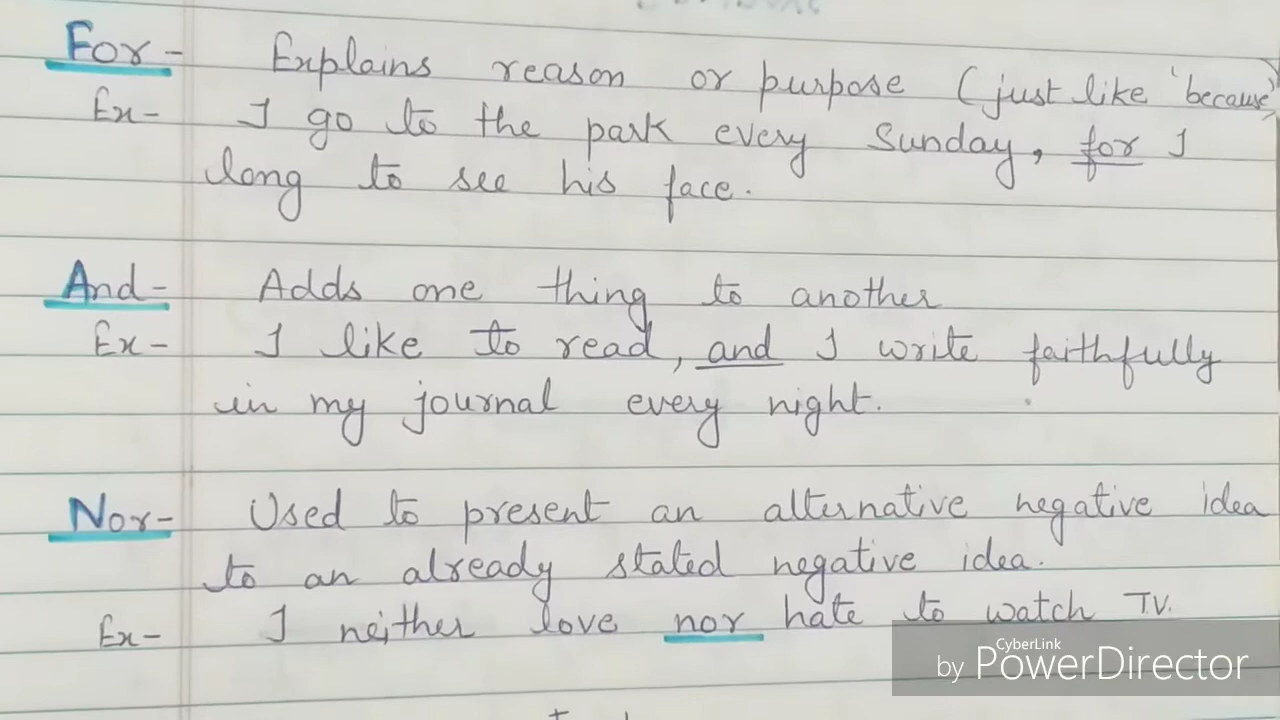 For- Explains reason or purpose (just like 'because'
Ex- I go to the park every Sunday, for I
long to see his face.
And- Adds one thing to another
Ex- I like to read, and I write faithfully
in my journal every night.
Nor- Used to present an alternative negative idea
to an already stated negative idea.
Ex- I neither love nor hate to watch TV.
CyberLink
by PowerDirector